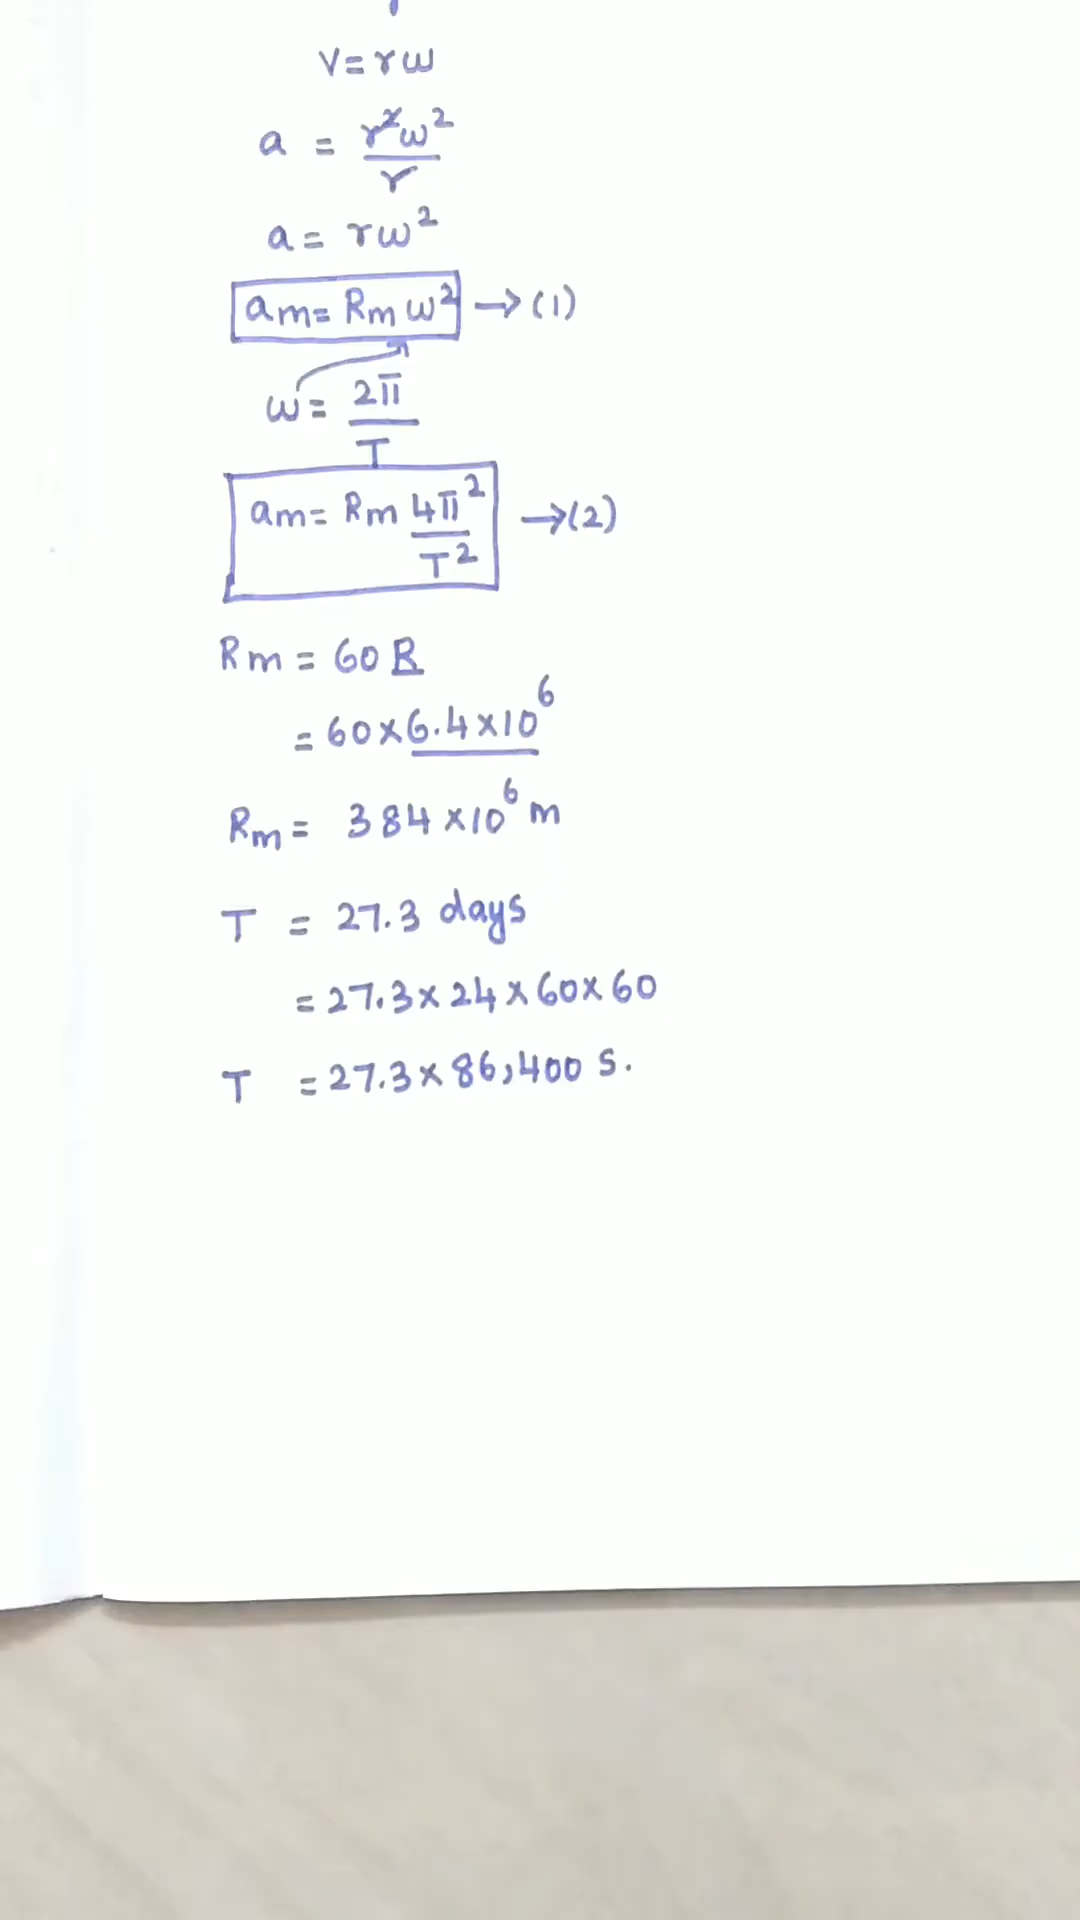 v = rω
a = r²ω² / r
a = rω²
am = Rm ω² → (1)
ω = 2π / T
am = Rm 4π² / T² → (2)
Rm = 60 R
= 60 × 6.4 × 10⁶
Rm = 384 × 10⁶ m
T = 27.3 days
= 27.3 × 24 × 60 × 60
T = 27.3 × 86,400 s.